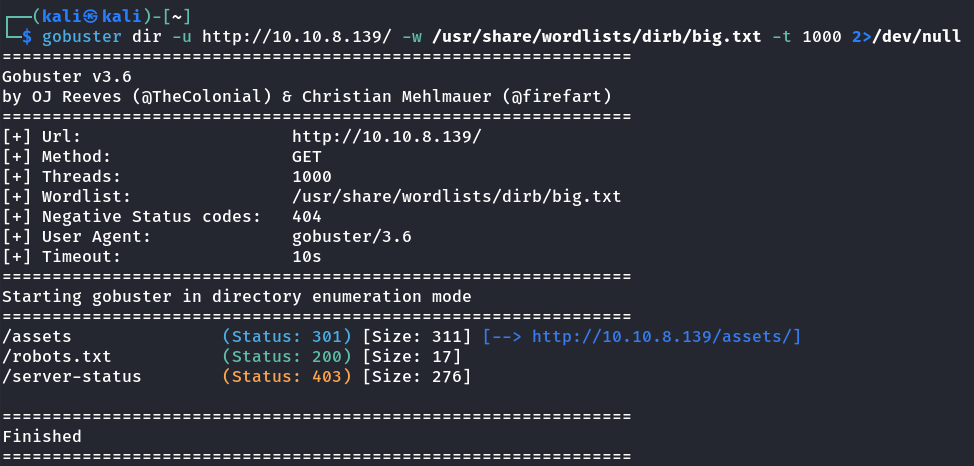 ┌──(kali㉿kali)-[~]
└─$ gobuster dir -u http://10.10.8.139/ -w /usr/share/wordlists/dirb/big.txt -t 1000 2>/dev/null
===============================================================
Gobuster v3.6
by OJ Reeves (@TheColonial) & Christian Mehlmauer (@firefart)
===============================================================
[+] Url:                     http://10.10.8.139/
[+] Method:                  GET
[+] Threads:                 1000
[+] Wordlist:                /usr/share/wordlists/dirb/big.txt
[+] Negative Status codes:   404
[+] User Agent:              gobuster/3.6
[+] Timeout:                 10s
===============================================================
Starting gobuster in directory enumeration mode
===============================================================
/assets               (Status: 301) [Size: 311] [--> http://10.10.8.139/assets/]
/robots.txt           (Status: 200) [Size: 17]
/server-status        (Status: 403) [Size: 276]
===============================================================
Finished
===============================================================